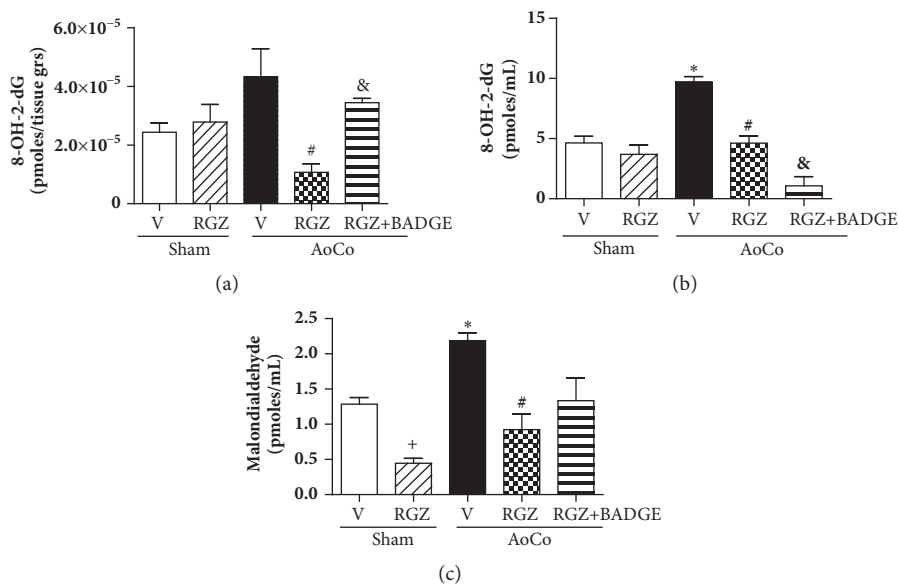 8-OH-2-dG
(pmoles/tissue grs)
6.0×10⁻⁵
4.0×10⁻⁵
2.0×10⁻⁵
0
#
&
V RGZ V RGZ RGZ+BADGE
Sham AoCo
(a)
8-OH-2-dG
(pmoles/mL)
15
10
5
0
*
#
&
V RGZ V RGZ RGZ+BADGE
Sham AoCo
(b)
Malondialdehyde
(pmoles/mL)
2.5
2.0
1.5
1.0
0.5
0.0
+
*
#
V RGZ V RGZ RGZ+BADGE
Sham AoCo
(c)